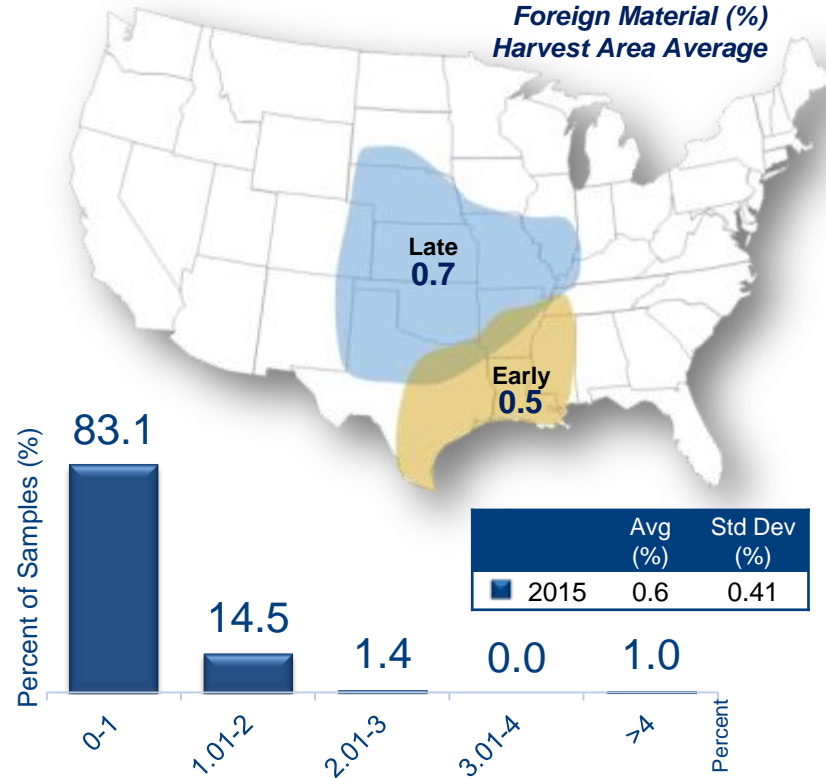 Foreign Material (%)
Harvest Area Average
Late
0.7
Early
0.5
Percent of Samples (%)
83.1
14.5
1.4
0.0
1.0
Avg (%)
Std Dev (%)
2015 0.6 0.41
0-1
1.01-2
2.01-3
3.01-4
>4
Percent